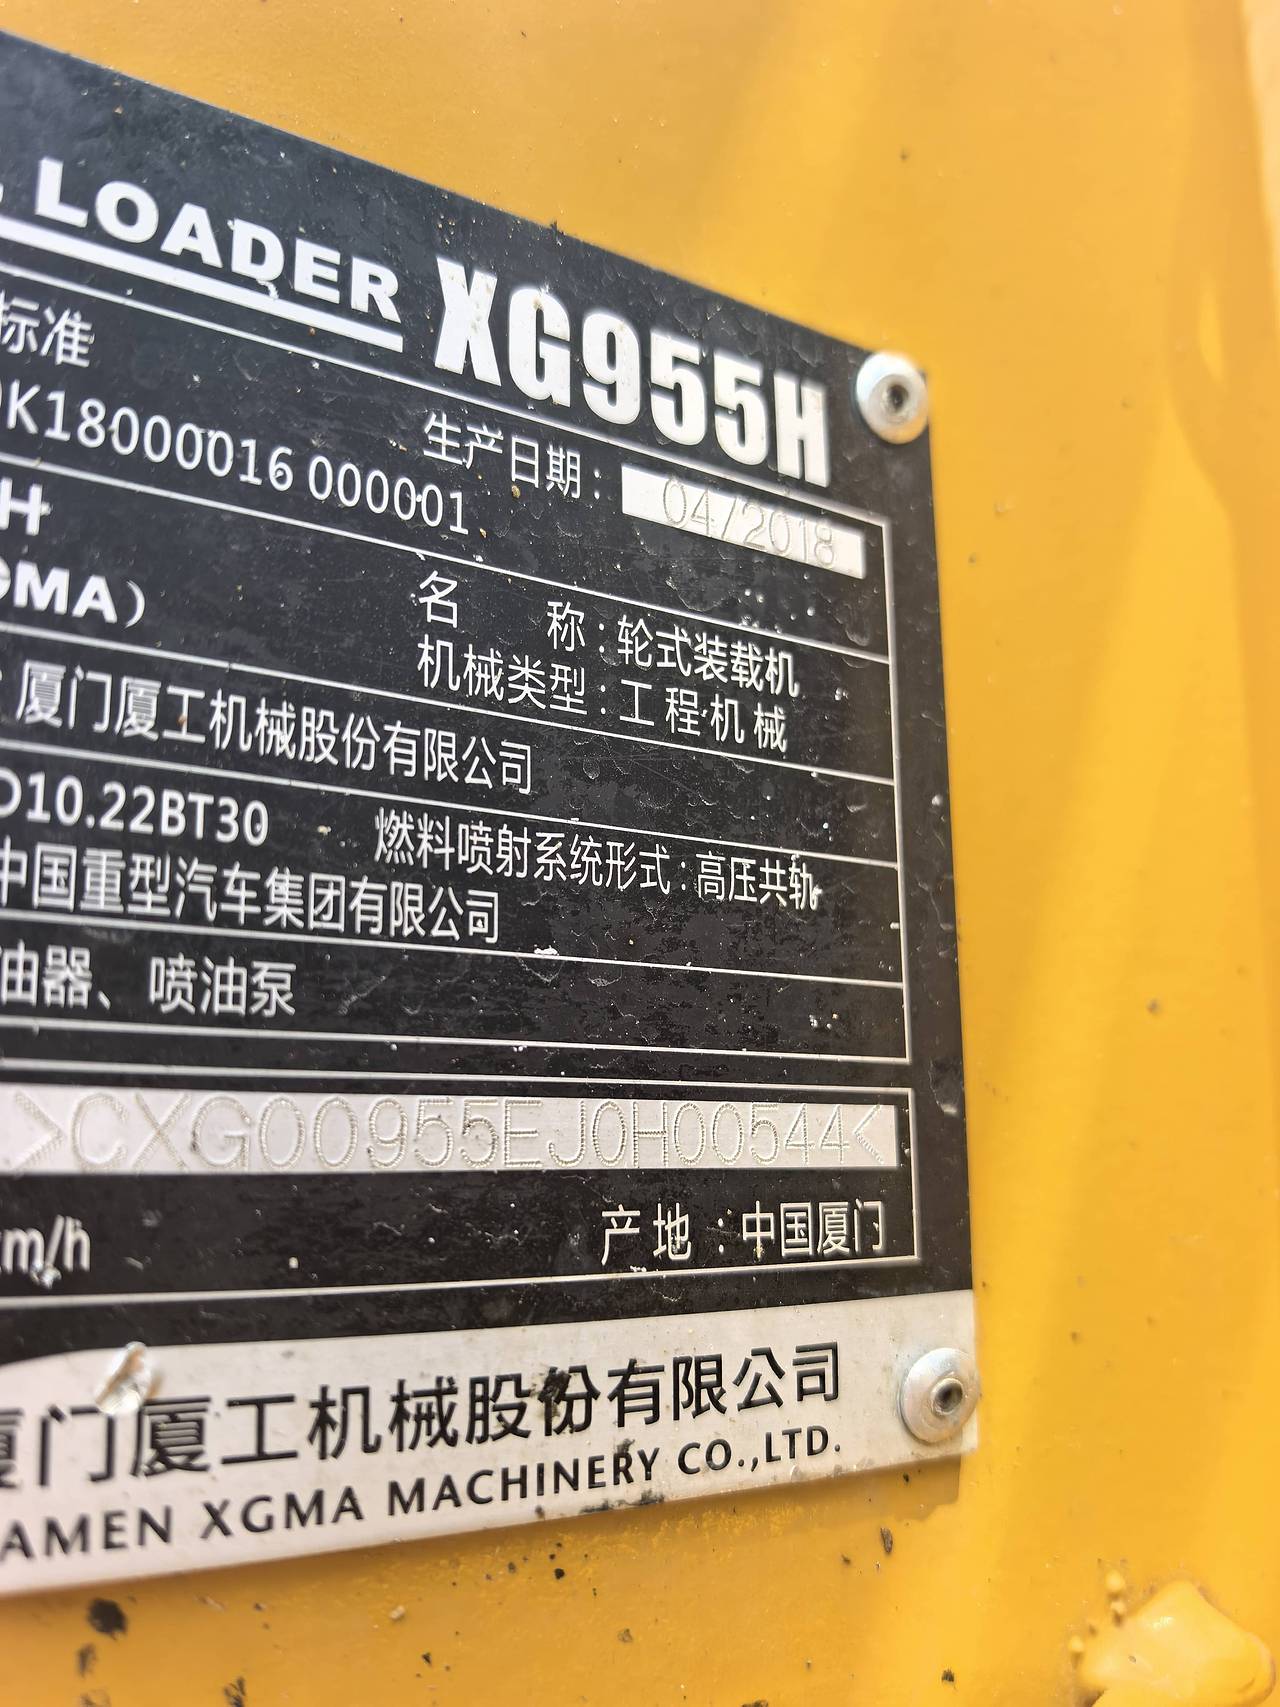 LOADER XG955H
标准
生产日期：04/2018
K18000016 000001
H
GMA）
名 称：轮式装载机
机械类型：工程机械
厦门厦工机械股份有限公司
D10.22BT30 燃料喷射系统形式：高压共轨
中国重型汽车集团有限公司
油器、喷油泵
>CXG00955EJ0H00544<
km/h 产地：中国厦门
厦门厦工机械股份有限公司
AMEN XGMA MACHINERY CO.,LTD.